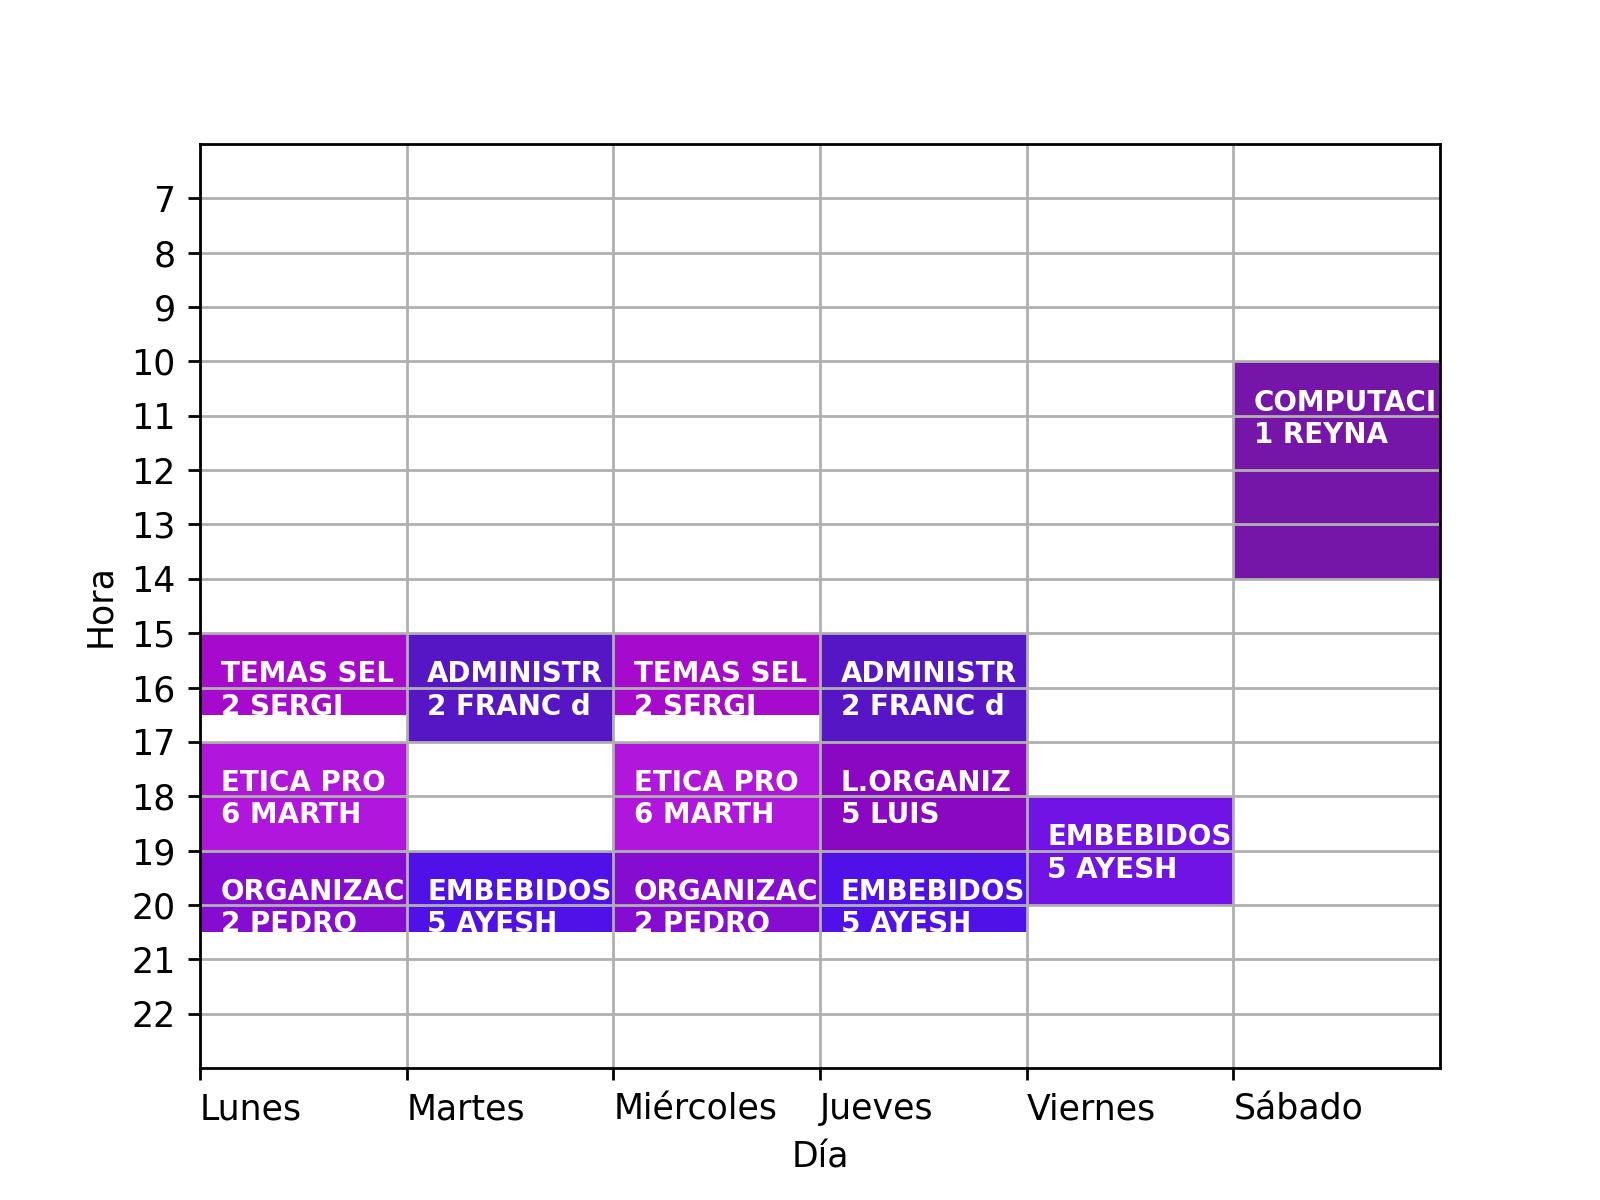 7
8
9
10
COMPUTACI
11
1 REYNA
12
13
14
Hora
15
TEMAS SEL
ADMINISTR
TEMAS SEL
ADMINISTR
16
2 SERGI
2 FRANC d
2 SERGI
2 FRANC d
17
ETICA PRO
ETICA PRO
L.ORGANIZ
18
6 MARTH
6 MARTH
5 LUIS
EMBEBIDOS
19
5 AYESH
ORGANIZAC
EMBEBIDOS
ORGANIZAC
EMBEBIDOS
20
2 PEDRO
5 AYESH
2 PEDRO
5 AYESH
21
22
Lunes Martes Miércoles Jueves Viernes Sábado
Día